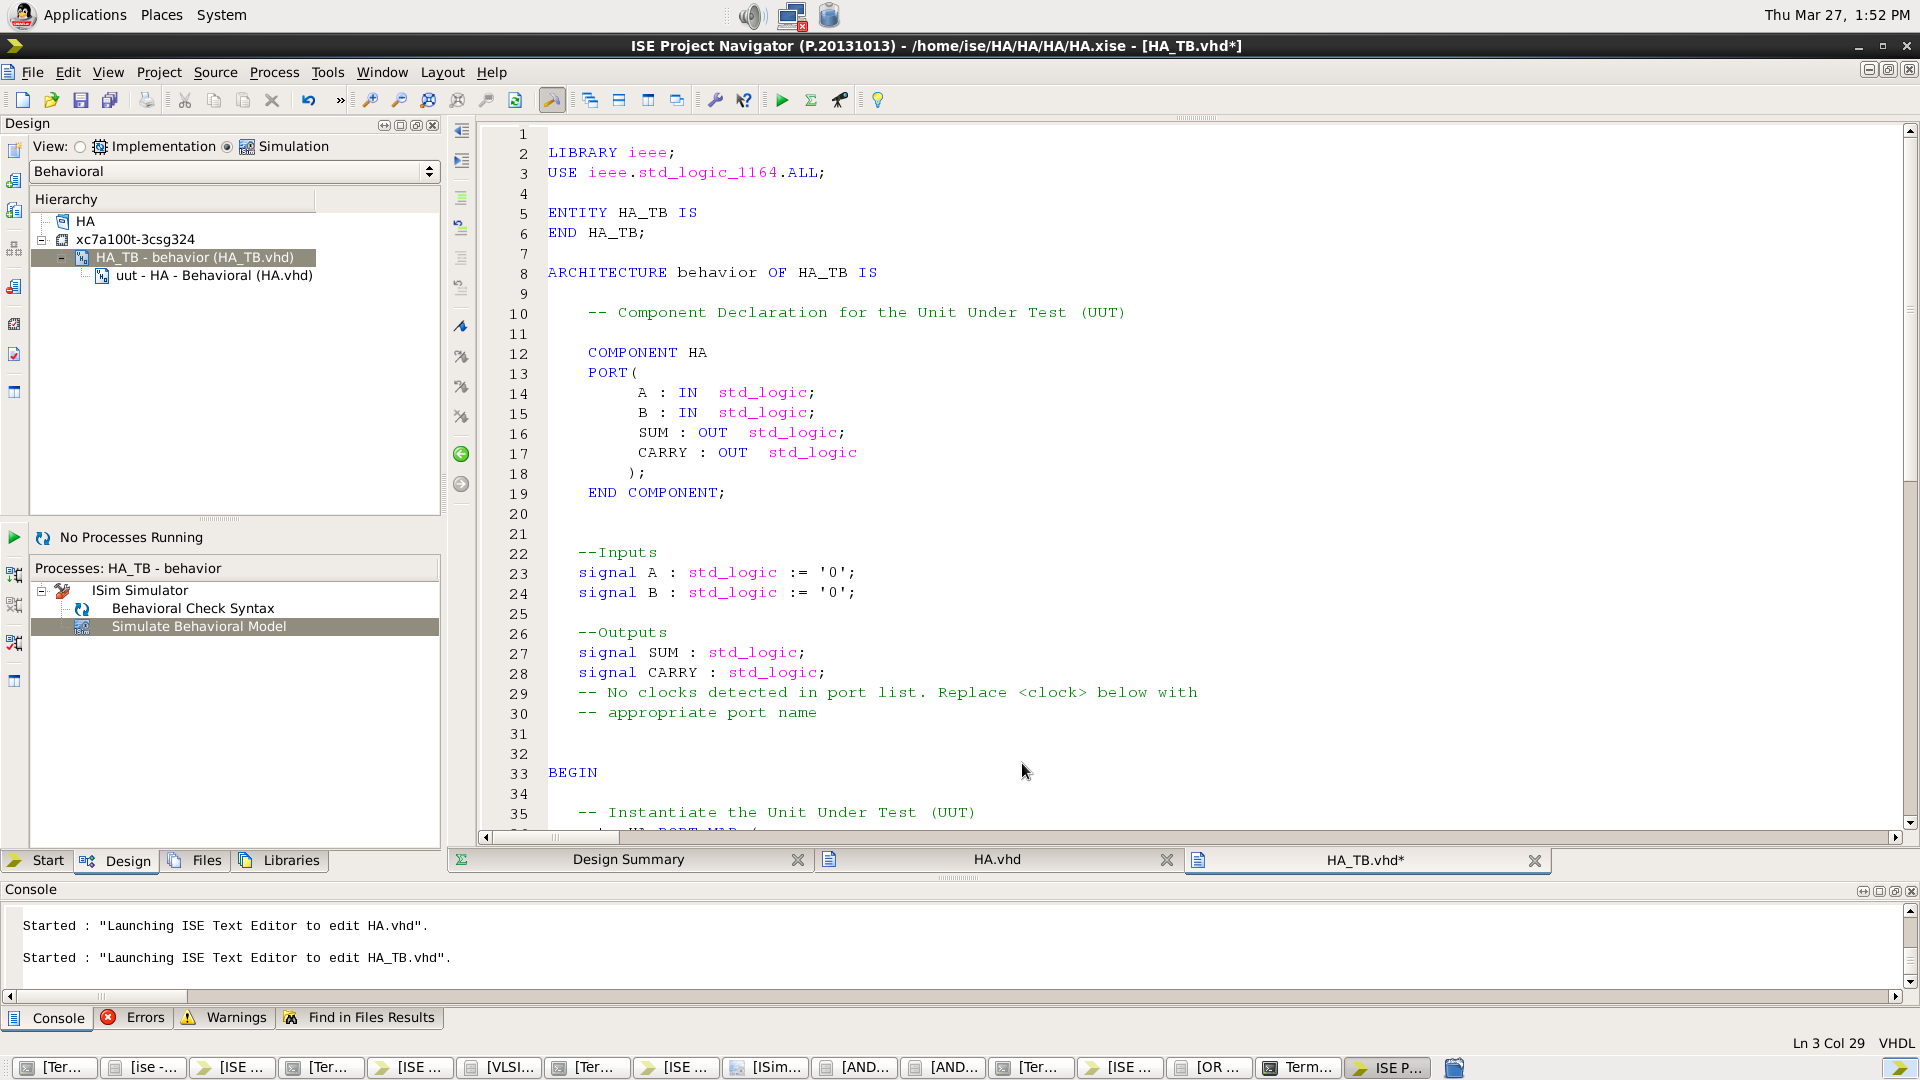 Applications Places System Thu Mar 27, 1:52 PM
ISE Project Navigator (P.20131013) - /home/ise/HA/HA/HA/HA.xise - [HA_TB.vhd*]
File Edit View Project Source Process Tools Window Layout Help
Design
View: Implementation Simulation
Behavioral
Hierarchy
HA
xc7a100t-3csg324
HA_TB - behavior (HA_TB.vhd)
uut - HA - Behavioral (HA.vhd)
No Processes Running
Processes: HA_TB - behavior
ISim Simulator
Behavioral Check Syntax
Simulate Behavioral Model
Start Design Files Libraries
1
2 LIBRARY ieee;
3 USE ieee.std_logic_1164.ALL;
4
5 ENTITY HA_TB IS
6 END HA_TB;
7
8 ARCHITECTURE behavior OF HA_TB IS
9
10 -- Component Declaration for the Unit Under Test (UUT)
11
12 COMPONENT HA
13 PORT(
14 A : IN std_logic;
15 B : IN std_logic;
16 SUM : OUT std_logic;
17 CARRY : OUT std_logic
18 );
19 END COMPONENT;
20
21
22 --Inputs
23 signal A : std_logic := '0';
24 signal B : std_logic := '0';
25
26 --Outputs
27 signal SUM : std_logic;
28 signal CARRY : std_logic;
29 -- No clocks detected in port list. Replace <clock> below with
30 -- appropriate port name
31
32
33 BEGIN
34
35 -- Instantiate the Unit Under Test (UUT)
Design Summary HA.vhd HA_TB.vhd*
Console
Started : "Launching ISE Text Editor to edit HA.vhd".
Started : "Launching ISE Text Editor to edit HA_TB.vhd".
Console Errors Warnings Find in Files Results
Ln 3 Col 29 VHDL
[Ter... [ise -... [ISE ... [Ter... [ISE ... [VLSI... [Ter... [ISE ... [ISim... [AND... [AND... [Ter... [ISE ... [OR ... Term... ISE P...